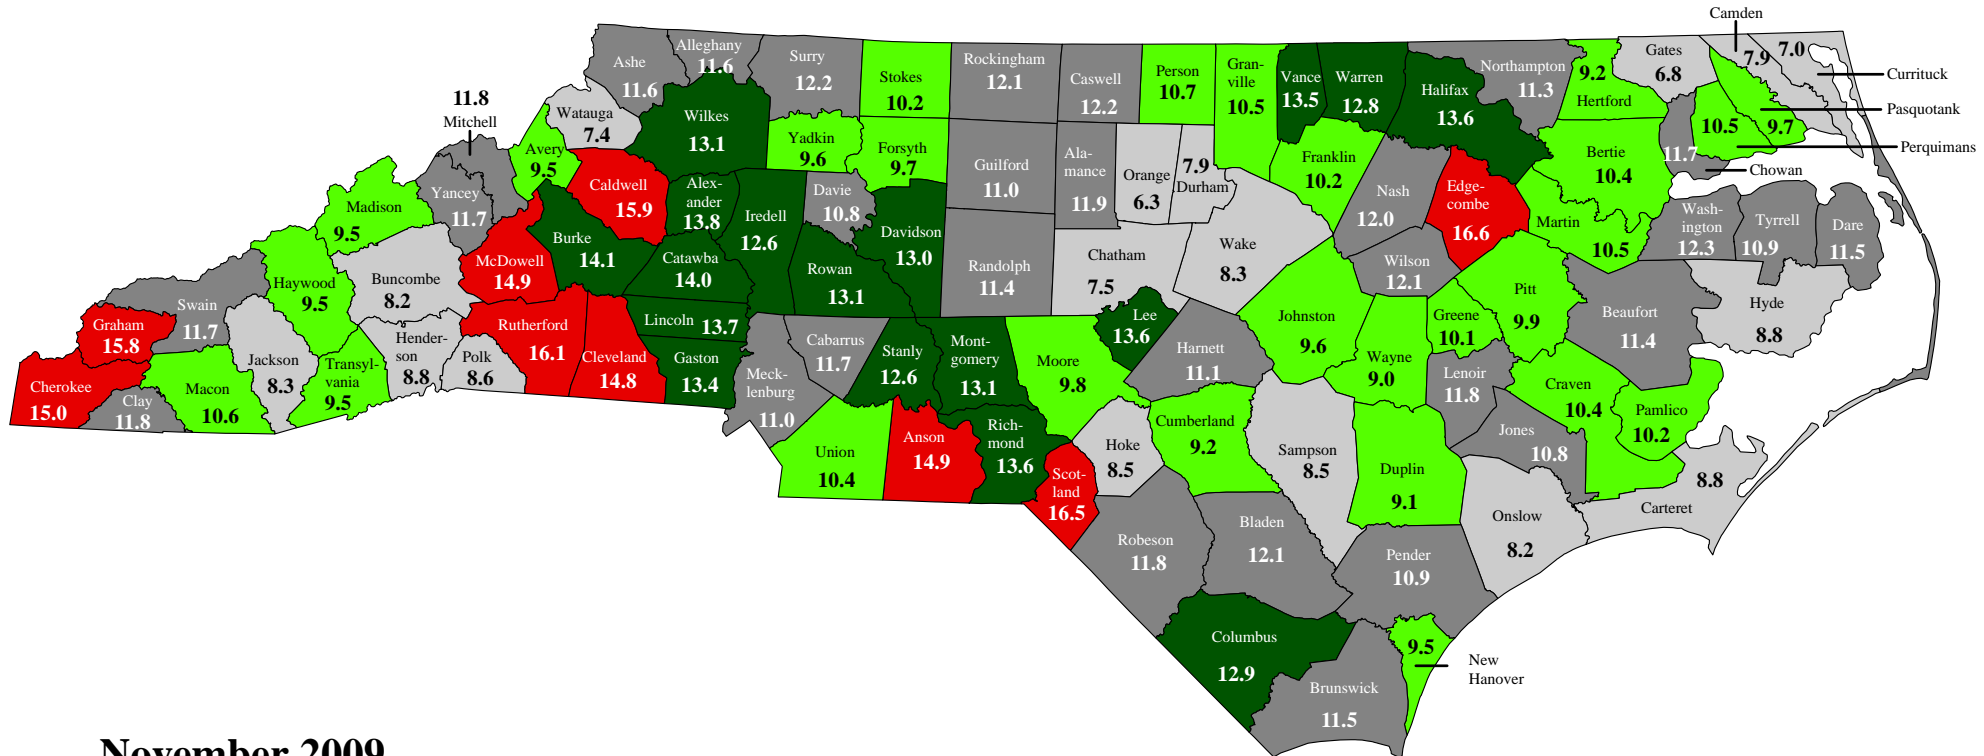 Camden
7.9
7.0
Currituck
Pasquotank
9.7
Perquimans
10.5
Chowan
11.7
Gates
6.8
9.2
Hertford
Northampton
11.3
Halifax
13.6
Warren
12.8
Vance
13.5
Gran-
ville
10.5
Person
10.7
Caswell
12.2
Rockingham
12.1
Stokes
10.2
Surry
12.2
Alleghany
11.6
Ashe
11.6
Watauga
7.4
Wilkes
13.1
Yadkin
9.6
Forsyth
9.7
Guilford
11.0
Ala-
mance
11.9
Orange
6.3
7.9
Durham
Franklin
10.2
Nash
12.0
Edge-
combe
16.6
Bertie
10.4
Martin
10.5
Wash-
ington
12.3
Tyrrell
10.9
Dare
11.5
11.8
Mitchell
Avery
9.5
Caldwell
15.9
Alex-
ander
13.8
Iredell
12.6
Davie
10.8
Davidson
13.0
Randolph
11.4
Chatham
7.5
Wake
8.3
Wilson
12.1
Pitt
9.9
Beaufort
11.4
Hyde
8.8
Yancey
11.7
Madison
9.5
Buncombe
8.2
McDowell
14.9
Burke
14.1
Catawba
14.0
Rowan
13.1
Lee
13.6
Johnston
9.6
Greene
10.1
Wayne
9.0
Lenoir
11.8
Craven
10.4
Pamlico
10.2
Haywood
9.5
Swain
11.7
Graham
15.8
Cherokee
15.0
Clay
11.8
Macon
10.6
Jackson
8.3
Transyl-
vania
9.5
Hender-
son
8.8
Polk
8.6
Rutherford
16.1
Cleveland
14.8
Lincoln 13.7
Gaston
13.4
Meck-
lenburg
11.0
Cabarrus
11.7
Stanly
12.6
Mont-
gomery
13.1
Moore
9.8
Harnett
11.1
Union
10.4
Anson
14.9
Rich-
mond
13.6
Scot-
land
16.5
Hoke
8.5
Cumberland
9.2
Sampson
8.5
Duplin
9.1
Jones
10.8
Onslow
8.2
8.8
Carteret
Robeson
11.8
Bladen
12.1
Pender
10.9
Columbus
12.9
Brunswick
11.5
9.5
New
Hanover
November 2009